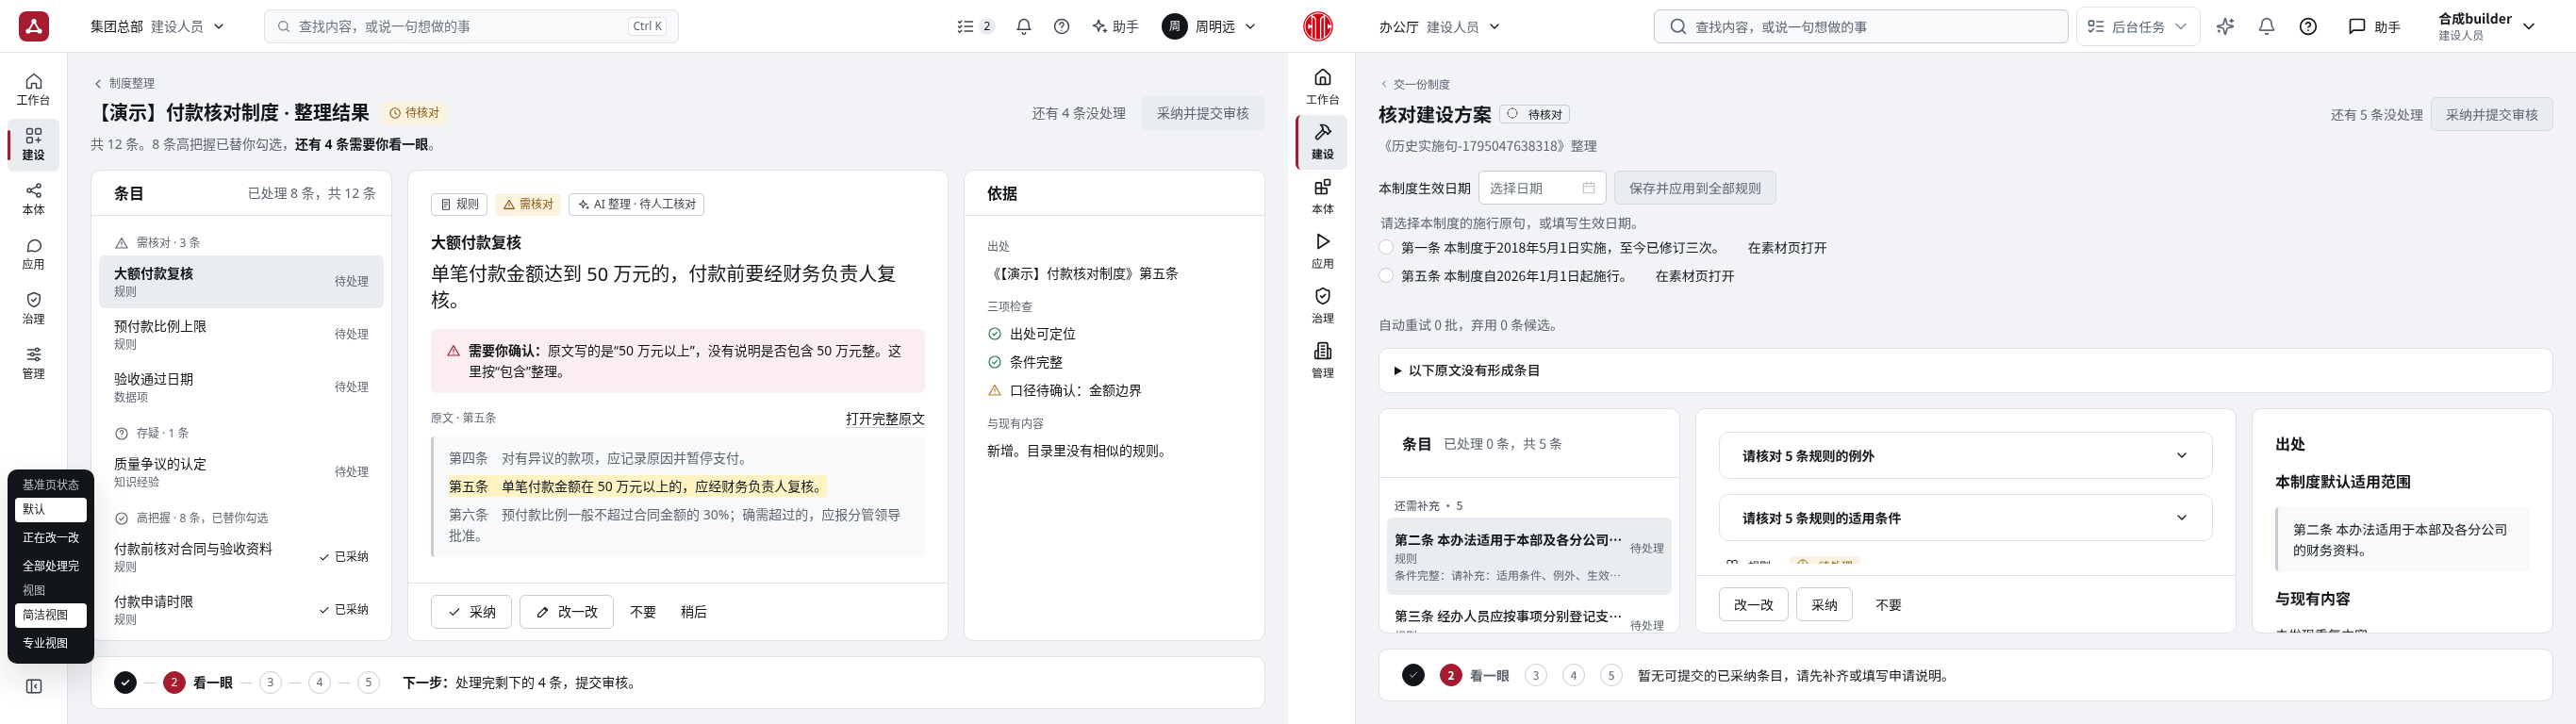 集团总部 建设人员
查找内容，或说一句想做的事
Ctrl K
2
助手
周
周明远
工作台
建设
本体
应用
治理
管理
基准页状态
默认
正在改一改
全部处理完
视图
简洁视图
专业视图
制度整理
【演示】付款核对制度 · 整理结果
待核对
还有 4 条没处理
采纳并提交审核
共 12 条。8 条高把握已替你勾选，还有 4 条需要你看一眼。
条目
已处理 8 条，共 12 条
需核对 · 3 条
大额付款复核
规则
待处理
预付款比例上限
规则
待处理
验收通过日期
数据项
待处理
存疑 · 1 条
质量争议的认定
知识经验
待处理
高把握 · 8 条，已替你勾选
付款前核对合同与验收资料
规则
已采纳
付款申请时限
规则
已采纳
规则
需核对
AI 整理 · 待人工核对
大额付款复核
单笔付款金额达到 50 万元的，付款前要经财务负责人复
核。
需要你确认：原文写的是“50 万元以上”，没有说明是否包含 50 万元整。这
里按“包含”整理。
原文 · 第五条
打开完整原文
第四条 对有异议的款项，应记录原因并暂停支付。
第五条 单笔付款金额在 50 万元以上的，应经财务负责人复核。
第六条 预付款比例一般不超过合同金额的 30%；确需超过的，应报分管领导
批准。
采纳
改一改
不要
稍后
依据
出处
《【演示】付款核对制度》第五条
三项检查
出处可定位
条件完整
口径待确认：金额边界
与现有内容
新增。目录里没有相似的规则。
2
看一眼
3
4
5
下一步：处理完剩下的 4 条，提交审核。
办公厅 建设人员
查找内容，或说一句想做的事
后台任务
助手
合成builder
建设人员
工作台
建设
本体
应用
治理
管理
交一份制度
核对建设方案
待核对
还有 5 条没处理
采纳并提交审核
《历史实施句-1795047638318》整理
本制度生效日期
选择日期
保存并应用到全部规则
请选择本制度的施行原句，或填写生效日期。
第一条 本制度于2018年5月1日实施，至今已修订三次。
在素材页打开
第五条 本制度自2026年1月1日起施行。
在素材页打开
自动重试 0 批，弃用 0 条候选。
以下原文没有形成条目
条目
已处理 0 条，共 5 条
还需补充 · 5
第二条 本办法适用于本部及各分公司…
规则
条件完整：请补充：适用条件、例外、生效…
待处理
第三条 经办人员应按事项分别登记支…
待处理
请核对 5 条规则的例外
请核对 5 条规则的适用条件
改一改
采纳
不要
出处
本制度默认适用范围
第二条 本办法适用于本部及各分公司
的财务资料。
与现有内容
2
看一眼
3
4
5
暂无可提交的已采纳条目，请先补齐或填写申请说明。